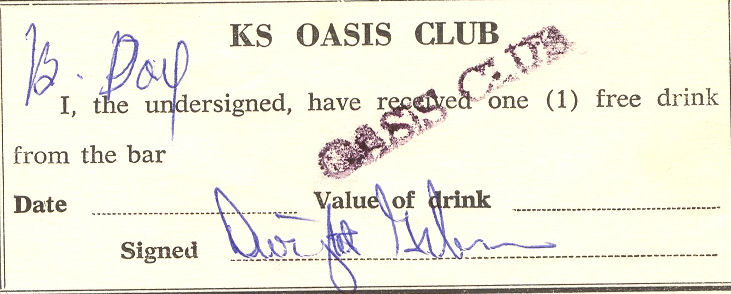 KS OASIS CLUB
B. Day
OASIS CLUB
I, the undersigned, have received one (1) free drink
from the bar
Date Value of drink
Signed Dwight